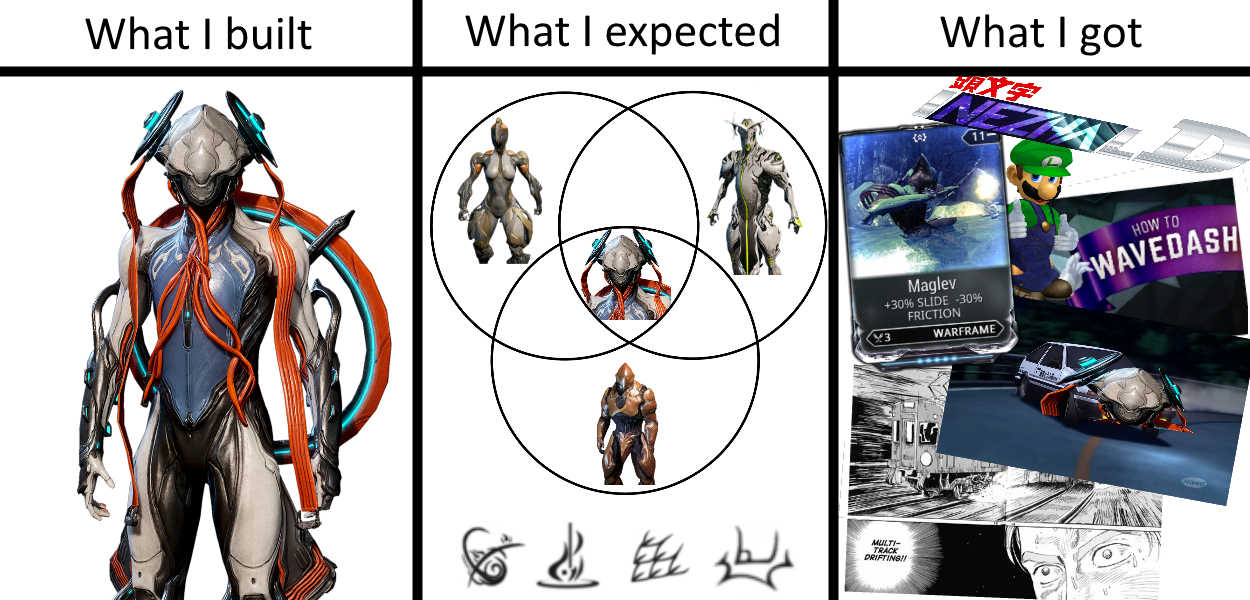 What I built
What I expected
What I got
頭文字
NEZHA
D
11
Maglev
+30% SLIDE -30%
FRICTION
3
WARFRAME
HOW TO
WAVEDASH
MULTI-
TRACK
DRIFTING!!